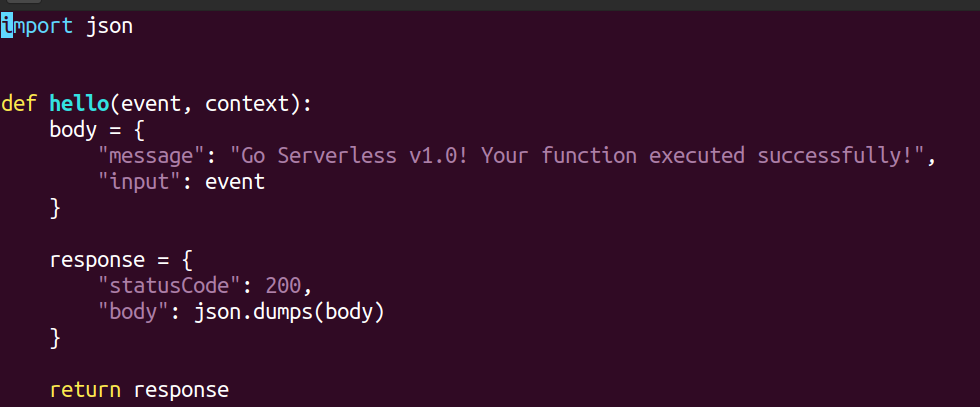 import json
def hello(event, context):
    body = {
        "message": "Go Serverless v1.0! Your function executed successfully!",
        "input": event
    }
    response = {
        "statusCode": 200,
        "body": json.dumps(body)
    }
    return response